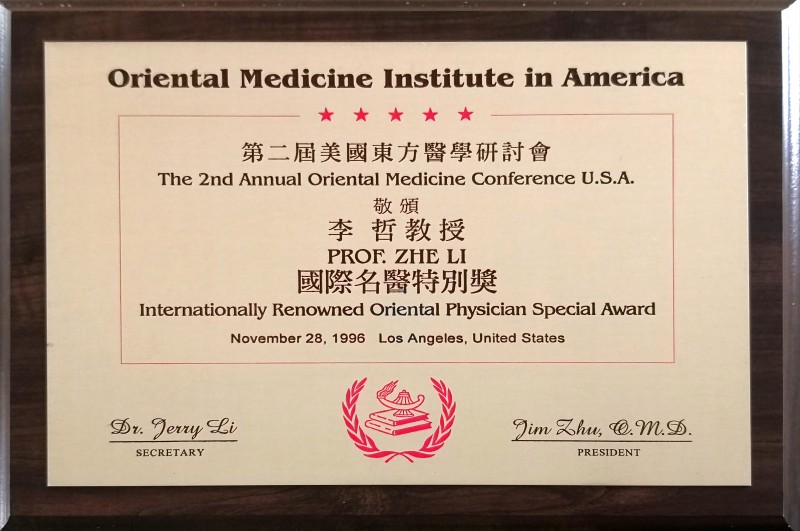 Oriental Medicine Institute in America
第二屆美國東方醫學研討會
The 2nd Annual Oriental Medicine Conference U.S.A.
敬頒
李 哲教授
PROF. ZHE LI
國際名醫特別獎
Internationally Renowned Oriental Physician Special Award
November 28, 1996 Los Angeles, United States
Dr. Jerry Li
SECRETARY
Jim Zhu, O.M.D.
PRESIDENT